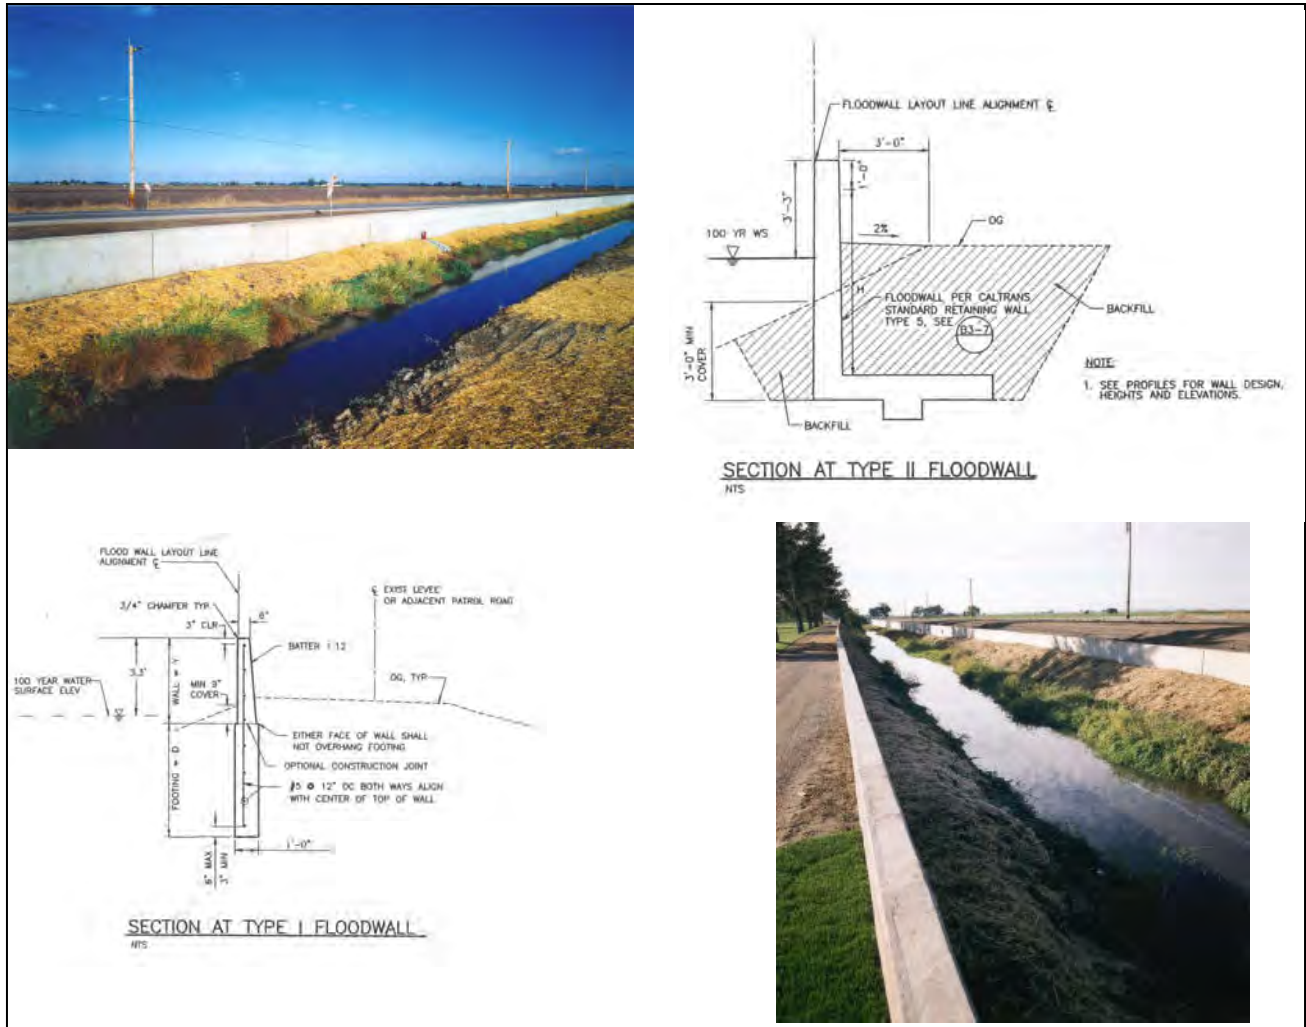 FLOODWALL LAYOUT LINE ALIGNMENT ℄
3'-0"
1'-0"
3'-3"
100 YR WS
2%
OG
H
FLOODWALL PER CALTRANS
STANDARD RETAINING WALL
TYPE 5, SEE
B3-7
BACKFILL
3'-0" MIN
COVER
NOTE:
1. SEE PROFILES FOR WALL DESIGN,
HEIGHTS AND ELEVATIONS.
BACKFILL
SECTION AT TYPE II FLOODWALL
NTS
FLOOD WALL LAYOUT LINE
ALIGNMENT ℄
℄ EXIST LEVEE
OR ADJACENT PATROL ROAD
3/4" CHAMFER TYP.
6"
3" CLR
BATTER 1:12
3.3'
WALL = Y
100 YEAR WATER
SURFACE ELEV
MIN 9"
COVER
OG, TYP.
EITHER FACE OF WALL SHALL
NOT OVERHANG FOOTING
OPTIONAL CONSTRUCTION JOINT
FOOTING = D
#5 @ 12" OC BOTH WAYS ALIGN
WITH CENTER OF TOP OF WALL
1'-0"
6" MAX
3" MIN
SECTION AT TYPE I FLOODWALL
NTS